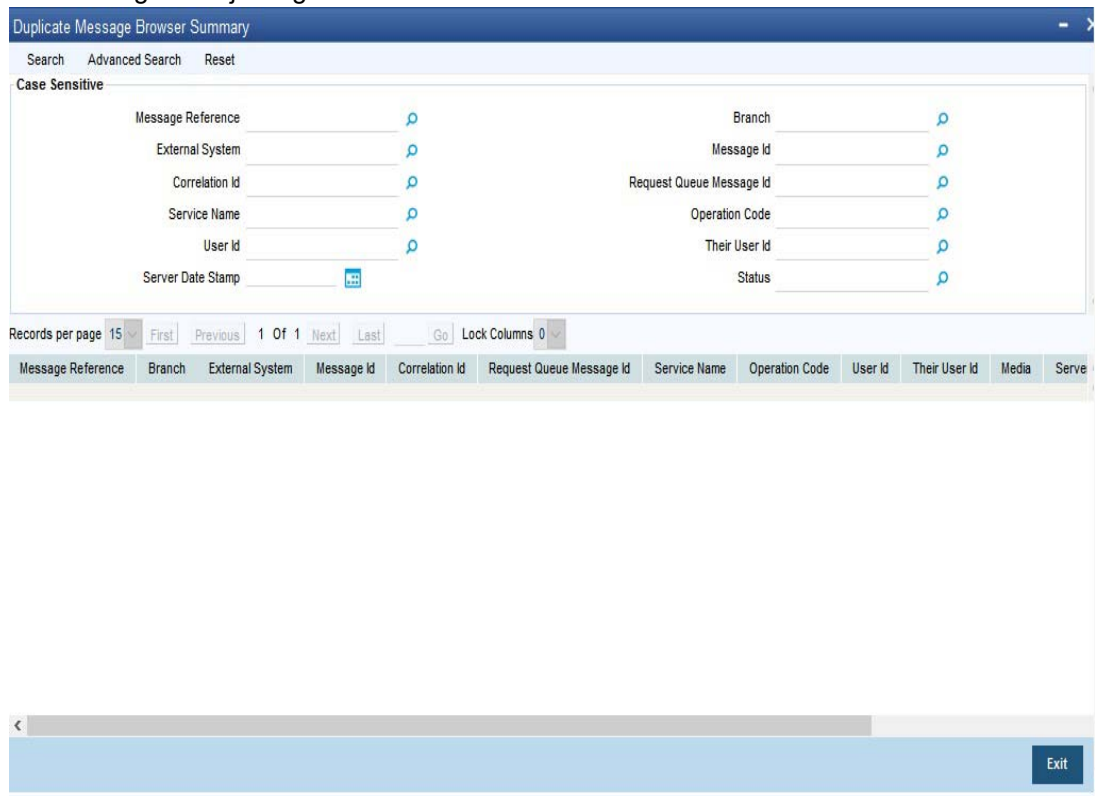 Duplicate Message Browser Summary
Search Advanced Search Reset
Case Sensitive
Message Reference Branch
External System Message Id
Correlation Id Request Queue Message Id
Service Name Operation Code
User Id Their User Id
Server Date Stamp Status
Records per page 15 First Previous 1 Of 1 Next Last Go Lock Columns 0
Message Reference Branch External System Message Id Correlation Id Request Queue Message Id Service Name Operation Code User Id Their User Id Media Serve
Exit